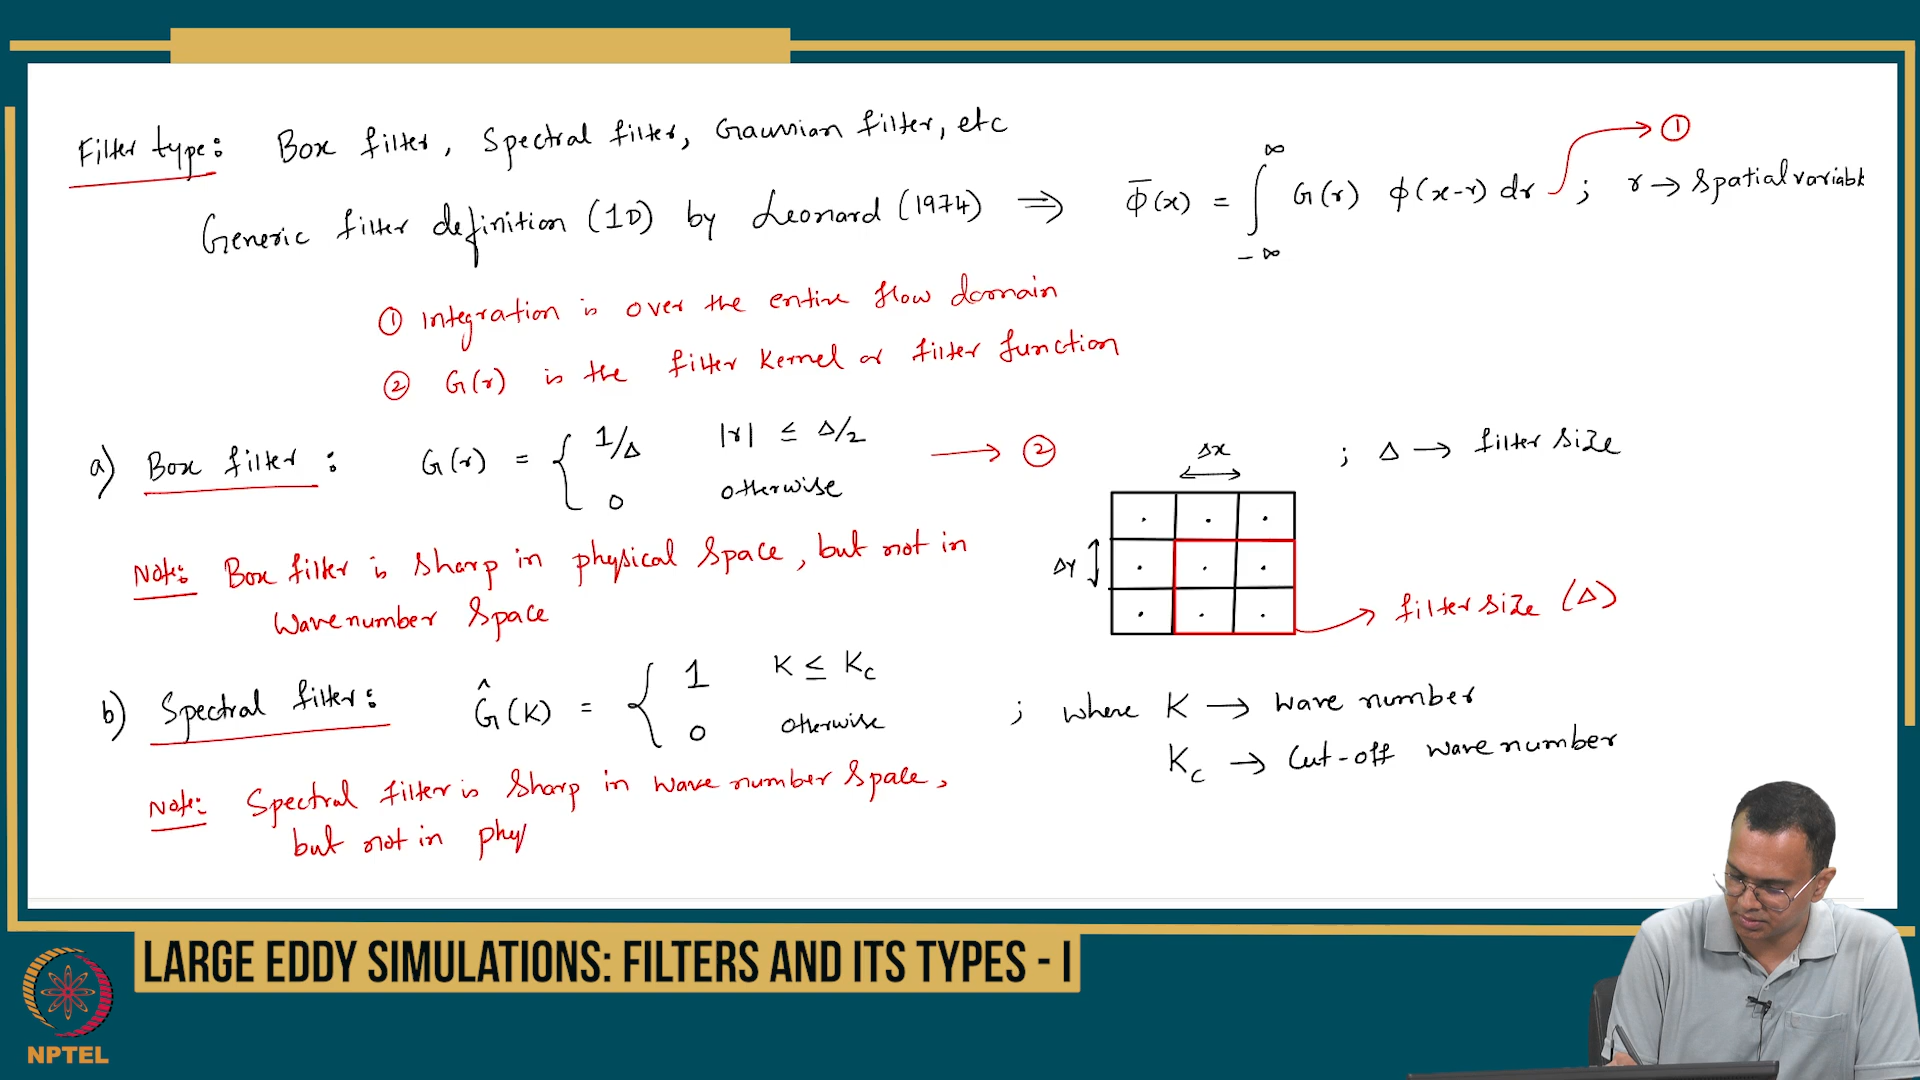 Filter type: Box filter, Spectral filter, Gaussian filter, etc
Generic filter definition (1D) by Leonard (1974) ⇒ ϕ̅(x) = ∫_{-∞}^{∞} G(r) ϕ(x-r) dr → ① ; r → Spatial variable
① Integration is over the entire flow domain
② G(r) is the filter Kernel or filter function
a) Box filter : G(r) = { 1/Δ |r| ≤ Δ/2 → ② ; Δ → filter size
0 otherwise
Δx
Δy
Note: Box filter is sharp in physical space, but not in
wavenumber space
filter size (Δ)
b) Spectral filter: Ĝ(K) = { 1 K ≤ Kc ; where K → wave number
0 otherwise
Kc → Cut-off wavenumber
Note: Spectral filter is sharp in wave number space,
but not in phy
LARGE EDDY SIMULATIONS: FILTERS AND ITS TYPES - I
NPTEL